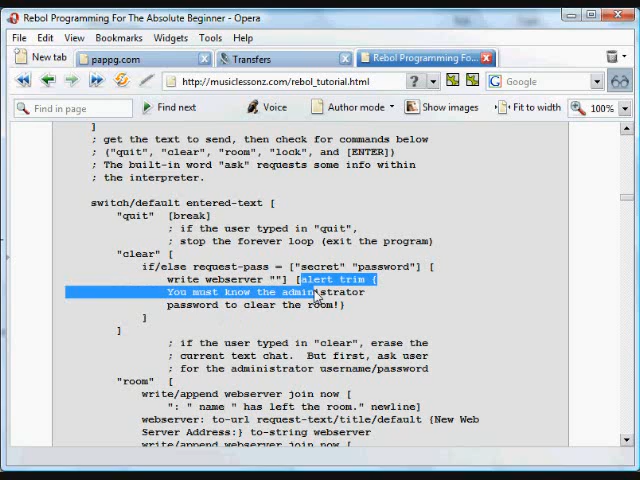 Rebol Programming For The Absolute Beginner - Opera
File Edit View Bookmarks Widgets Tools Help
New tab pappg.com Transfers Rebol Programming Fo...
http://musiclessonz.com/rebol_tutorial.html ? Google
Find in page Find next Voice Author mode Show images Fit to width 100%
]
; get the text to send, then check for commands below
; ("quit", "clear", "room", "lock", and [ENTER])
; The built-in word "ask" requests some info within
; the interpreter.
switch/default entered-text [
"quit" [break]
; if the user typed in "quit",
; stop the forever loop (exit the program)
"clear" [
if/else request-pass = ["secret" "password"] [
write webserver ""] [alert trim {
You must know the administrator
password to clear the room!}
]
]
; if the user typed in "clear", erase the
; current text chat. But first, ask user
; for the administrator username/password
"room" [
write/append webserver join now [
": " name " has left the room." newline]
webserver: to-url request-text/title/default {New Web
Server Address:} to-string webserver
write/append webserver join now [